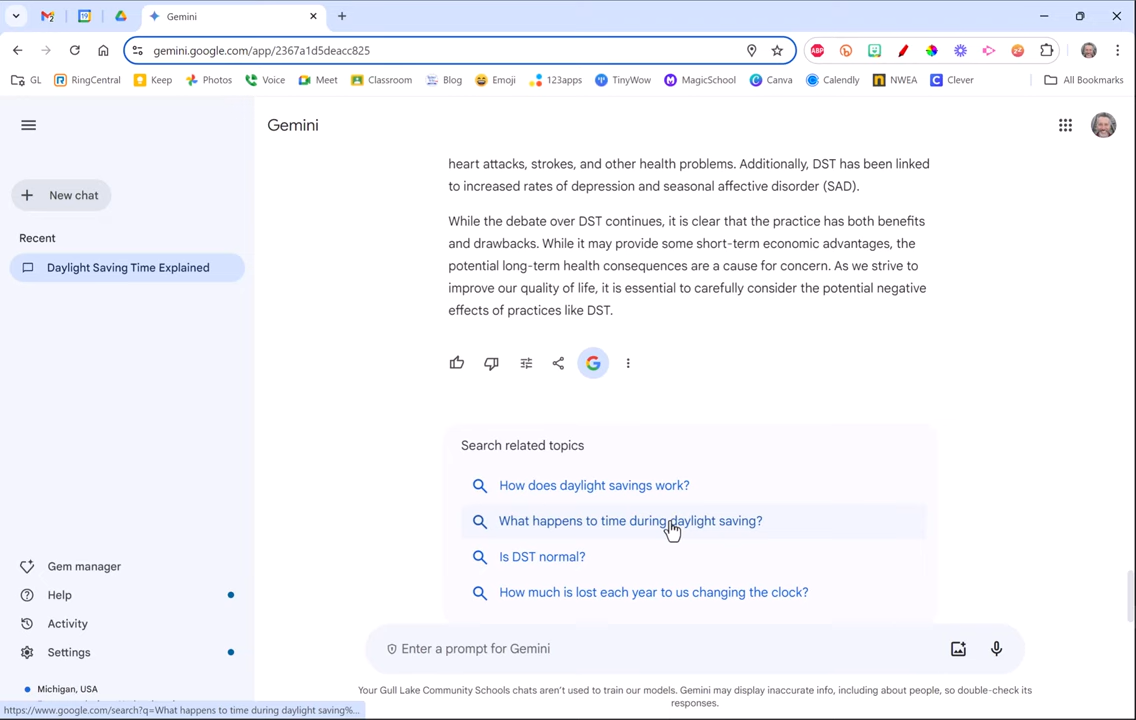 Gemini
gemini.google.com/app/2367a1d5deacc825
GL RingCentral Keep Photos Voice Meet Classroom Blog Emoji 123apps TinyWow MagicSchool Canva Calendly NWEA Clever All Bookmarks
Gemini
New chat
Recent
Daylight Saving Time Explained
heart attacks, strokes, and other health problems. Additionally, DST has been linked
to increased rates of depression and seasonal affective disorder (SAD).
While the debate over DST continues, it is clear that the practice has both benefits
and drawbacks. While it may provide some short-term economic advantages, the
potential long-term health consequences are a cause for concern. As we strive to
improve our quality of life, it is essential to carefully consider the potential negative
effects of practices like DST.
Search related topics
How does daylight savings work?
What happens to time during daylight saving?
Is DST normal?
How much is lost each year to us changing the clock?
Gem manager
Help
Activity
Settings
Michigan, USA
Enter a prompt for Gemini
Your Gull Lake Community Schools chats aren't used to train our models. Gemini may display inaccurate info, including about people, so double-check its
responses.
https://www.google.com/search?q=What happens to time during daylight saving%...